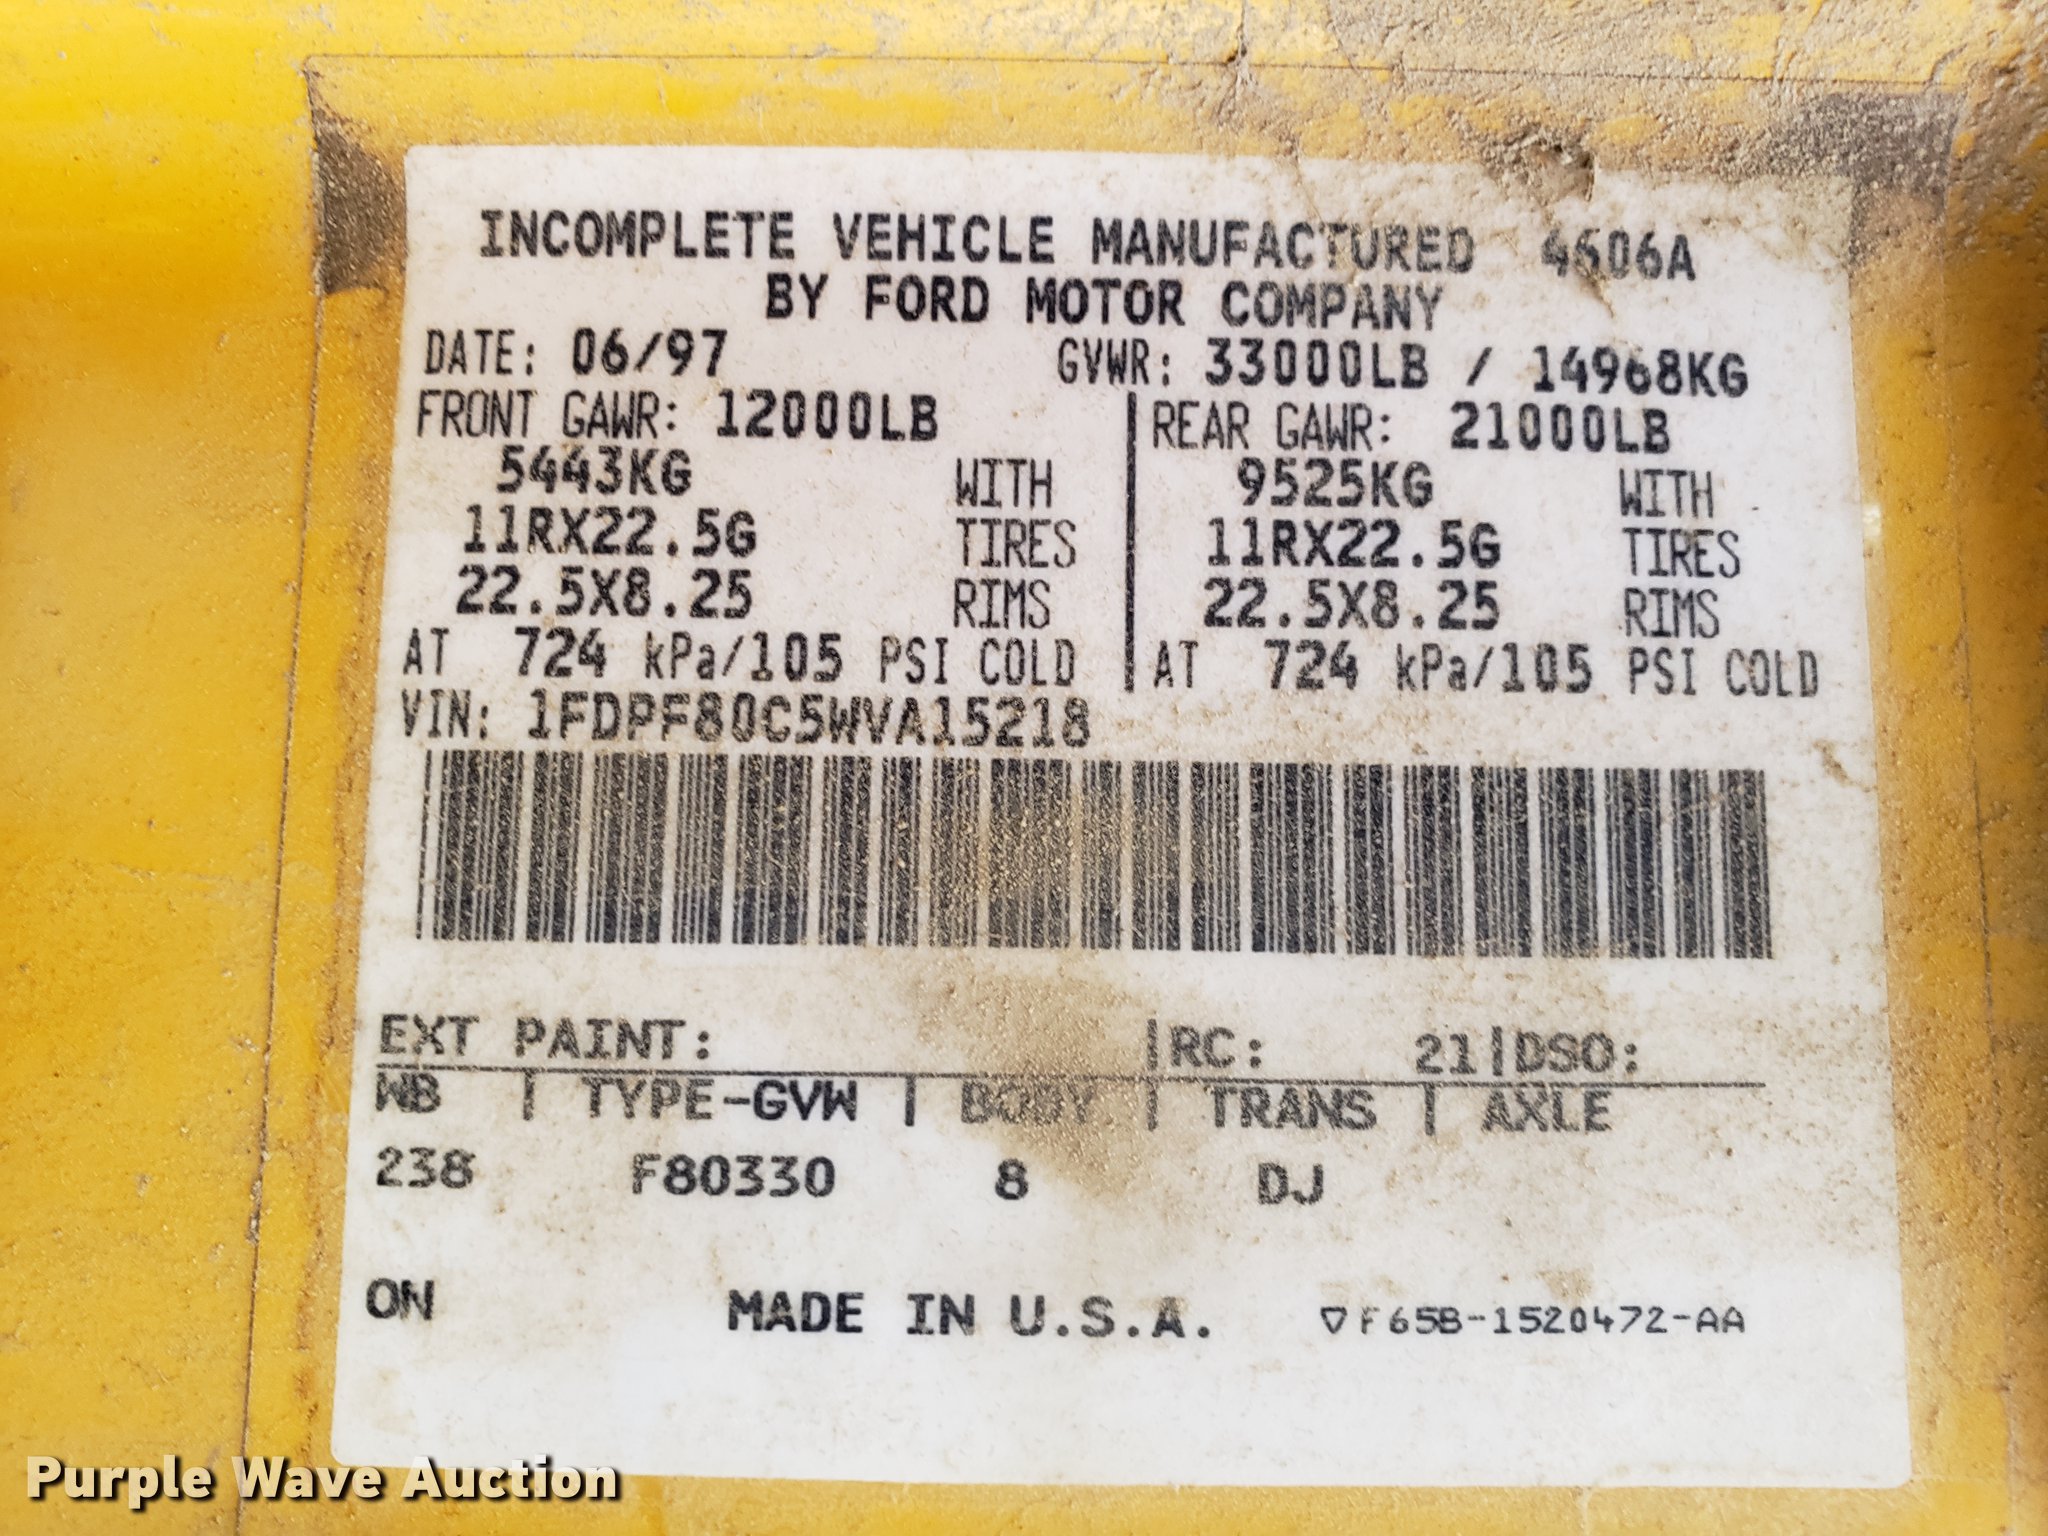 INCOMPLETE VEHICLE MANUFACTURED 4606A
BY FORD MOTOR COMPANY
DATE: 06/97 GVWR: 33000LB / 14968KG
FRONT GAWR: 12000LB | REAR GAWR: 21000LB
5443KG WITH | 9525KG WITH
11RX22.5G TIRES | 11RX22.5G TIRES
22.5X8.25 RIMS | 22.5X8.25 RIMS
AT 724 kPa/105 PSI COLD | AT 724 kPa/105 PSI COLD
VIN: 1FDPF80C5WVA15218
EXT PAINT: |RC: 21|DSO:
WB | TYPE-GVW | BODY | TRANS | AXLE
238 F80330 8 DJ
ON MADE IN U.S.A. ▽F65B-1520472-AA
Purple Wave Auction